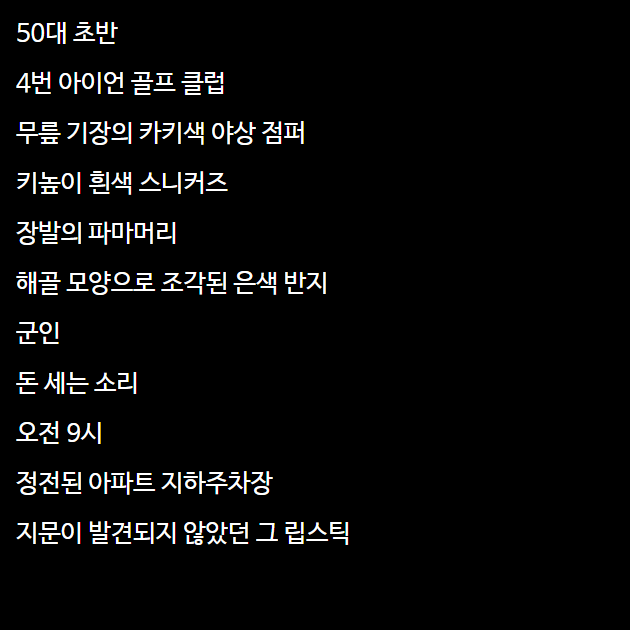 50대 초반
4번 아이언 골프 클럽
무릎 기장의 카키색 야상 점퍼
키높이 흰색 스니커즈
장발의 파마머리
해골 모양으로 조각된 은색 반지
군인
돈 세는 소리
오전 9시
정전된 아파트 지하주차장
지문이 발견되지 않았던 그 립스틱